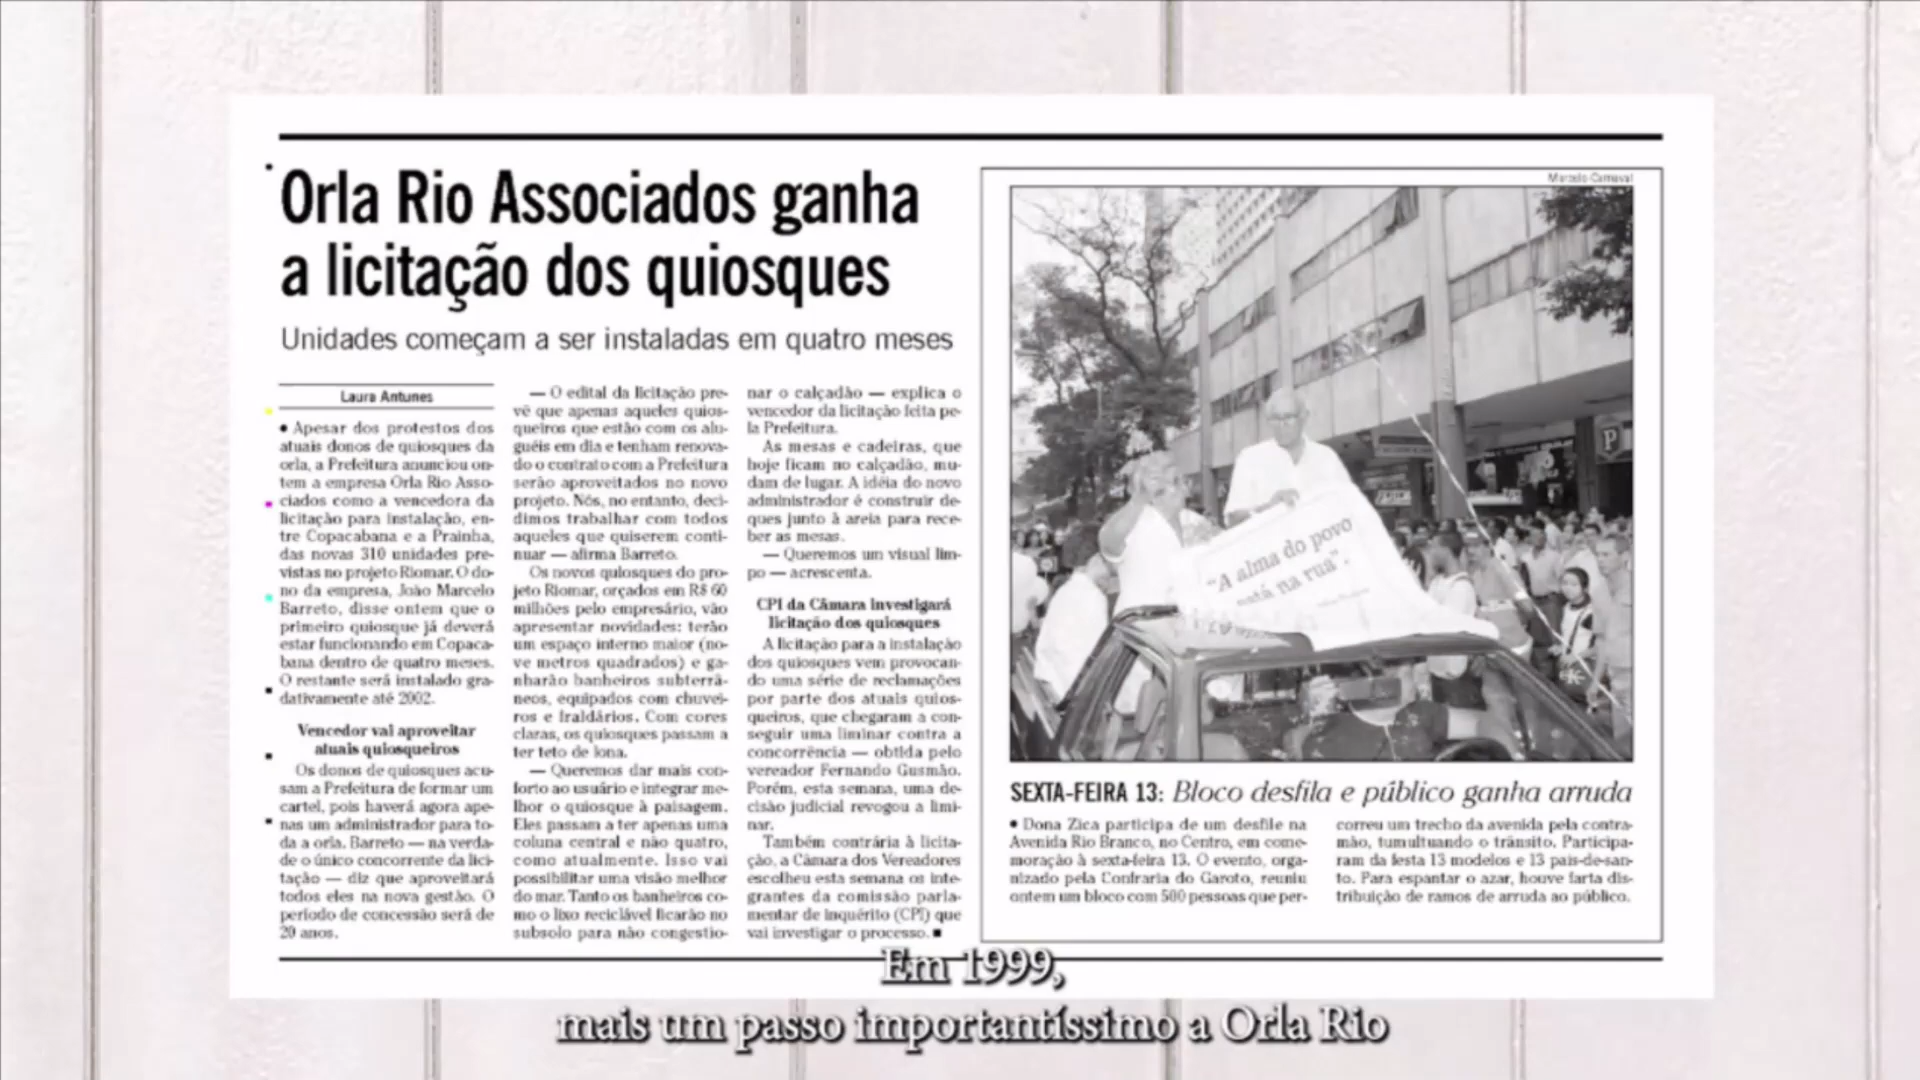 Orla Rio Associados ganha
a licitação dos quiosques
Unidades começam a ser instaladas em quatro meses
Laura Antunes
• Apesar dos protestos dos
atuais donos de quiosques da
orla, a Prefeitura anunciou on-
tem a empresa Orla Rio Asso-
ciados como a vencedora da
licitação para instalação, en-
tre Copacabana e a Prainha,
das novas 310 unidades pre-
vistas no projeto Riomar. O do-
no da empresa, João Marcelo
Barreto, disse ontem que o
primeiro quiosque já deverá
estar funcionando em Copaca-
bana dentro de quatro meses.
O restante será instalado gra-
dativamente até 2002.
Vencedor vai aproveitar
atuais quiosqueiros
Os donos de quiosques acu-
sam a Prefeitura de formar um
cartel, pois haverá agora ape-
nas um administrador para to-
da a orla. Barreto — na verda-
de o único concorrente da lici-
tação — diz que aproveitará
todos eles na nova gestão. O
período de concessão será de
20 anos.
— O edital da licitação pre-
vê que apenas aqueles quios-
queiros que estão com os alu-
guéis em dia e tenham renova-
do o contrato com a Prefeitura
serão aproveitados no novo
projeto. Nós, no entanto, deci-
dimos trabalhar com todos
aqueles que quiserem conti-
nuar — afirma Barreto.
Os novos quiosques do pro-
jeto Riomar, orçados em R$ 60
milhões pelo empresário, vão
apresentar novidades: terão
um espaço interno maior (no-
ve metros quadrados) e ga-
nharão banheiros subterrâ-
neos, equipados com chuvei-
ros e fraldários. Com cores
claras, os quiosques passam a
ter teto de lona.
— Queremos dar mais con-
forto ao usuário e integrar me-
lhor o quiosque à paisagem.
Eles passam a ter apenas uma
coluna central e não quatro,
como atualmente. Isso vai
possibilitar uma visão melhor
do mar. Tanto os banheiros co-
mo o lixo reciclável ficarão no
subsolo para não congestio-
nar o calçadão — explica o
vencedor da licitação feita pe-
la Prefeitura.
As mesas e cadeiras, que
hoje ficam no calçadão, mu-
dam de lugar. A idéia do novo
administrador é construir de-
ques junto à areia para rece-
ber as mesas.
— Queremos um visual lim-
po — acrescenta.
CPI da Câmara investigará
licitação dos quiosques
A licitação para a instalação
dos quiosques vem provocan-
do uma série de reclamações
por parte dos atuais quios-
queiros, que chegaram a con-
seguir uma liminar contra a
concorrência — obtida pelo
vereador Fernando Gusmão.
Porém, esta semana, uma de-
cisão judicial revogou a limi-
nar.
Também contrária à licita-
ção, a Câmara dos Vereadores
escolheu esta semana os inte-
grantes da comissão parla-
mentar de inquérito (CPI) que
vai investigar o processo. ■
Marcelo Carnaval
P
"A alma do povo
está na rua".
SEXTA-FEIRA 13: Bloco desfila e público ganha arruda
• Dona Zica participa de um desfile na
Avenida Rio Branco, no Centro, em come-
moração à sexta-feira 13. O evento, orga-
nizado pela Confraria do Garoto, reuniu
ontem um bloco com 500 pessoas que per-
correu um trecho da avenida pela contra-
mão, tumultuando o trânsito. Participa-
ram da festa 13 modelos e 13 pais-de-san-
to. Para espantar o azar, houve farta dis-
tribuição de ramos de arruda ao público.
Em 1999,
mais um passo importantíssimo a Orla Rio